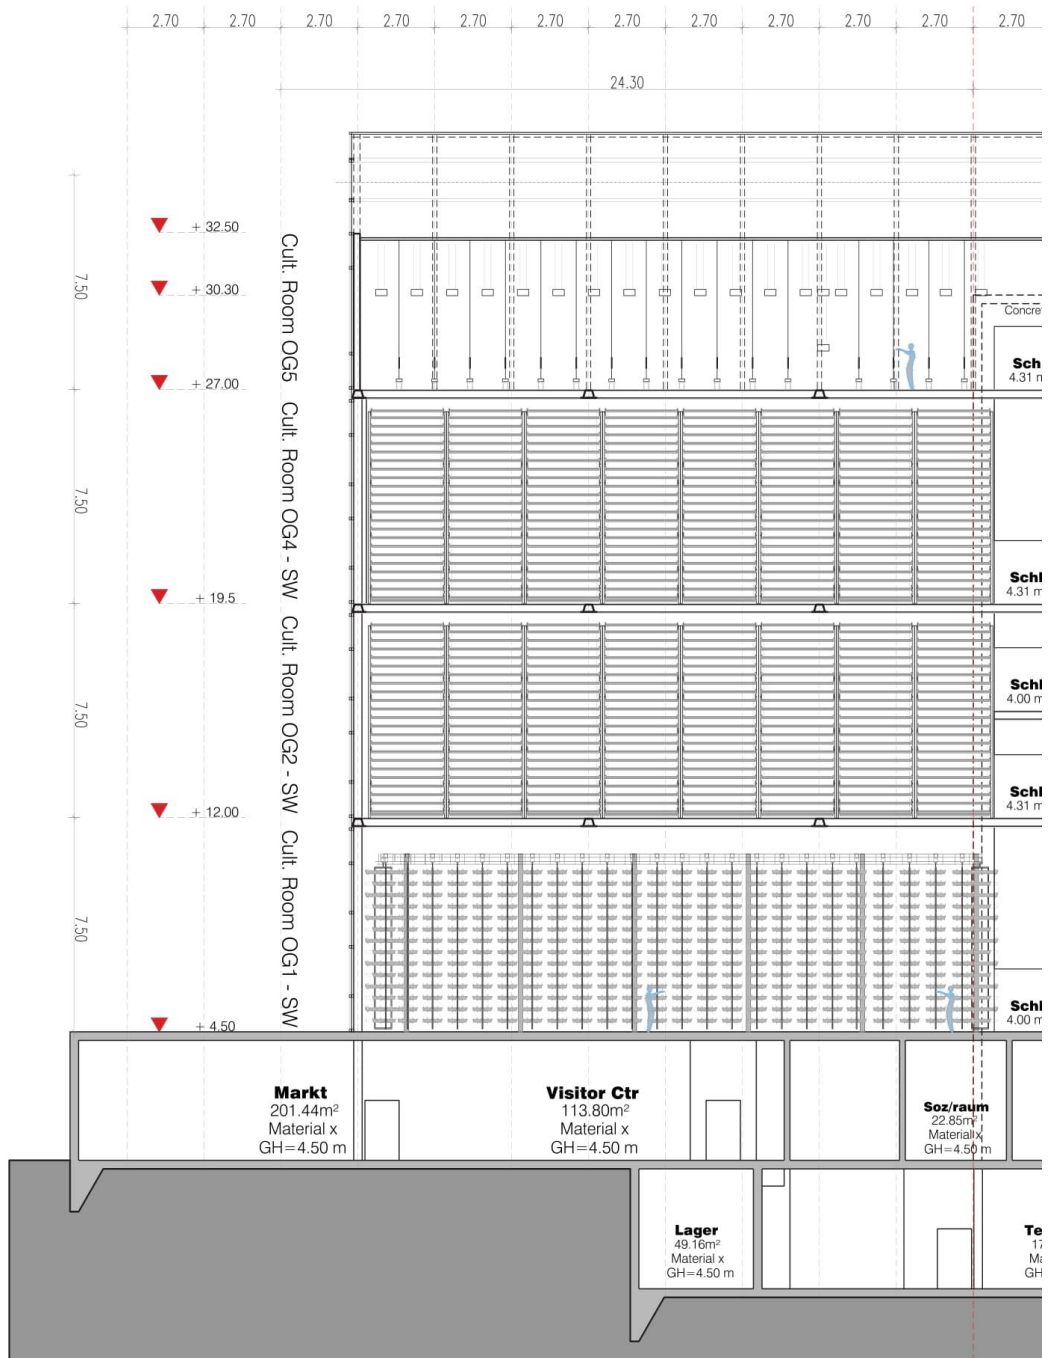 2.70 2.70 2.70 2.70 2.70 2.70 2.70 2.70 2.70 2.70 2.70 2.70
24.30
+ 32.50
+ 30.30
+ 27.00
+ 19.5
+ 12.00
+ 4.50
7.50
7.50
7.50
7.50
Cult. Room OG5
Cult. Room OG4 - SW
Cult. Room OG2 - SW
Cult. Room OG1 - SW
Concre
Sch
4.31 m
Schl
4.31 m
Schl
4.00 m
Schl
4.31 m
Schl
4.00 m
Markt
201.44m²
Material x
GH=4.50 m
Visitor Ctr
113.80m²
Material x
GH=4.50 m
Soz/raum
22.85m²
Material x
GH=4.50 m
Lager
49.16m²
Material x
GH=4.50 m
Te
17
Ma
GH